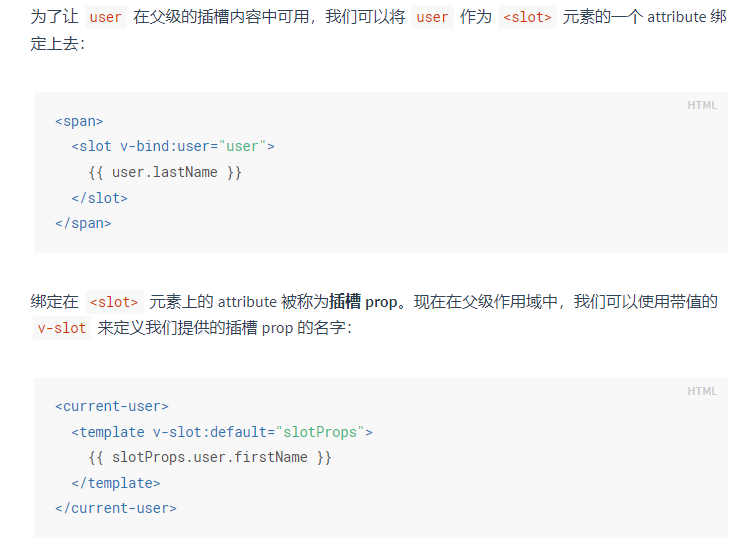 为了让 user 在父级的插槽内容中可用，我们可以将 user 作为 <slot> 元素的一个 attribute 绑
定上去：
HTML
<span>
  <slot v-bind:user="user">
    {{ user.lastName }}
  </slot>
</span>
绑定在 <slot> 元素上的 attribute 被称为插槽 prop。现在在父级作用域中，我们可以使用带值的
v-slot 来定义我们提供的插槽 prop 的名字：
HTML
<current-user>
  <template v-slot:default="slotProps">
    {{ slotProps.user.firstName }}
  </template>
</current-user>